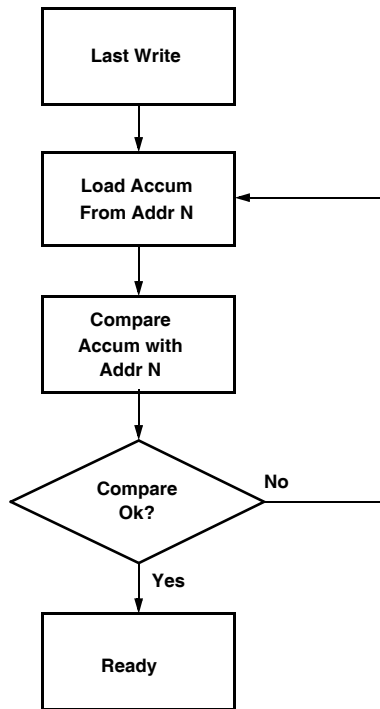 Last Write
Load Accum
From Addr N
Compare
Accum with
Addr N
Compare
Ok?
No
Yes
Ready